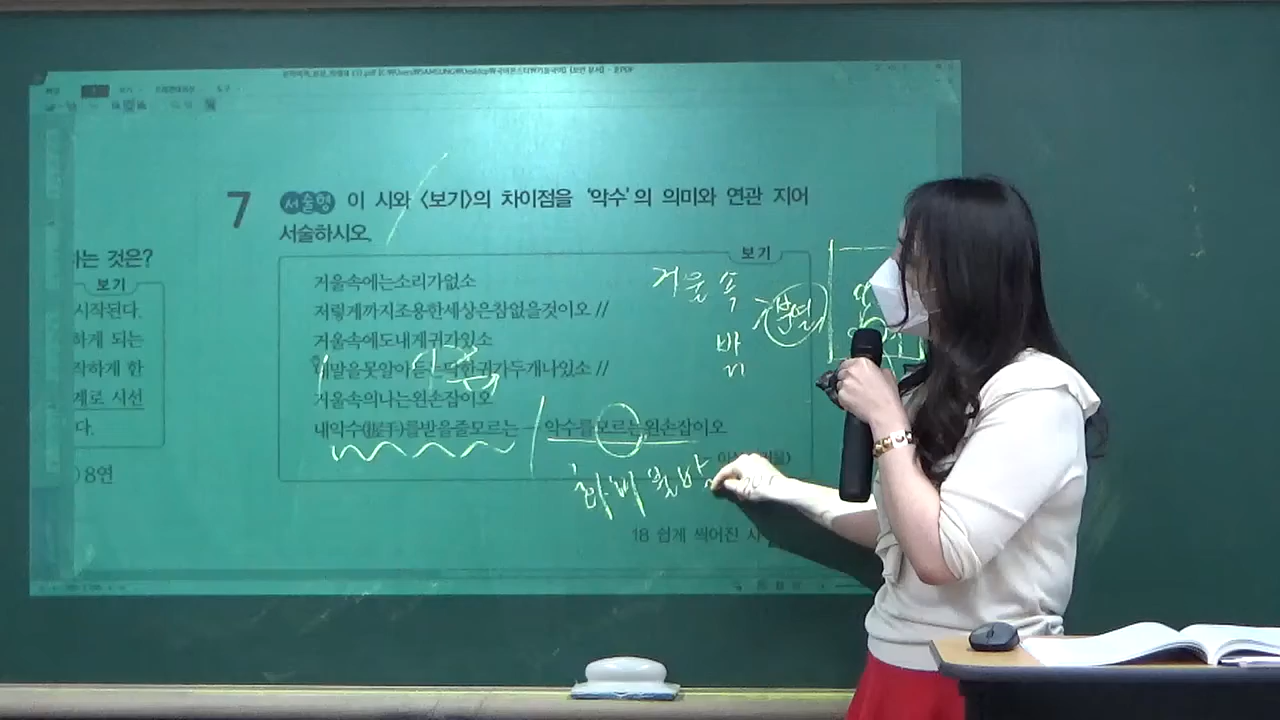 7 서술형 이 시와 <보기>의 차이점을 '악수'의 의미와 연관 지어
서술하시오.
보기
거울속에는소리가없소
저렇게까지조용한세상은참없을것이오 //
거울속에도내게귀가있소
내말을못알아듣는딱한귀가두개나있소 //
거울속의나는왼손잡이오
내악수(握手)를받을줄모르는 - 악수를모르는왼손잡이오
하는 것은?
보기
시작된다.
하게 되는
작하게 한
계로 시선
다.
8연
거울 속
분열
밖
18 쉽게 씌어진 시